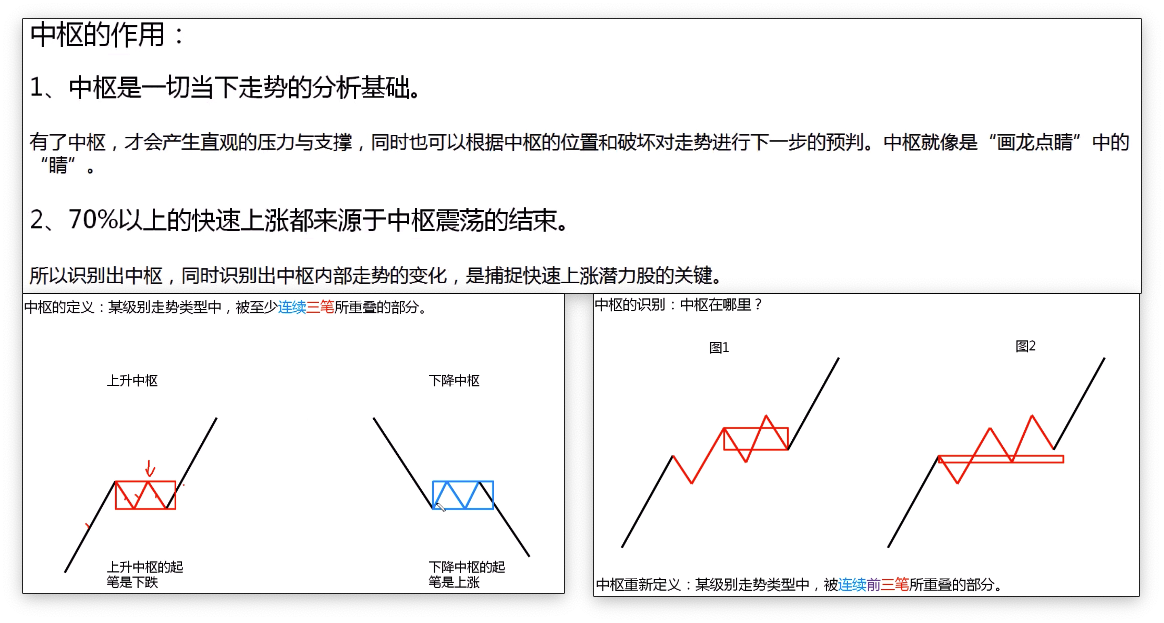 中枢的作用：
1、中枢是一切当下走势的分析基础。
有了中枢，才会产生直观的压力与支撑，同时也可以根据中枢的位置和破坏对走势进行下一步的预判。中枢就像是“画龙点睛”中的
“睛”。
2、70%以上的快速上涨都来源于中枢震荡的结束。
所以识别出中枢，同时识别出中枢内部走势的变化，是捕捉快速上涨潜力股的关键。
中枢的定义：某级别走势类型中，被至少连续三笔所重叠的部分。
上升中枢
下降中枢
上升中枢的起
笔是下跌
下降中枢的起
笔是上涨
中枢的识别：中枢在哪里？
图1
图2
中枢重新定义：某级别走势类型中，被连续前三笔所重叠的部分。